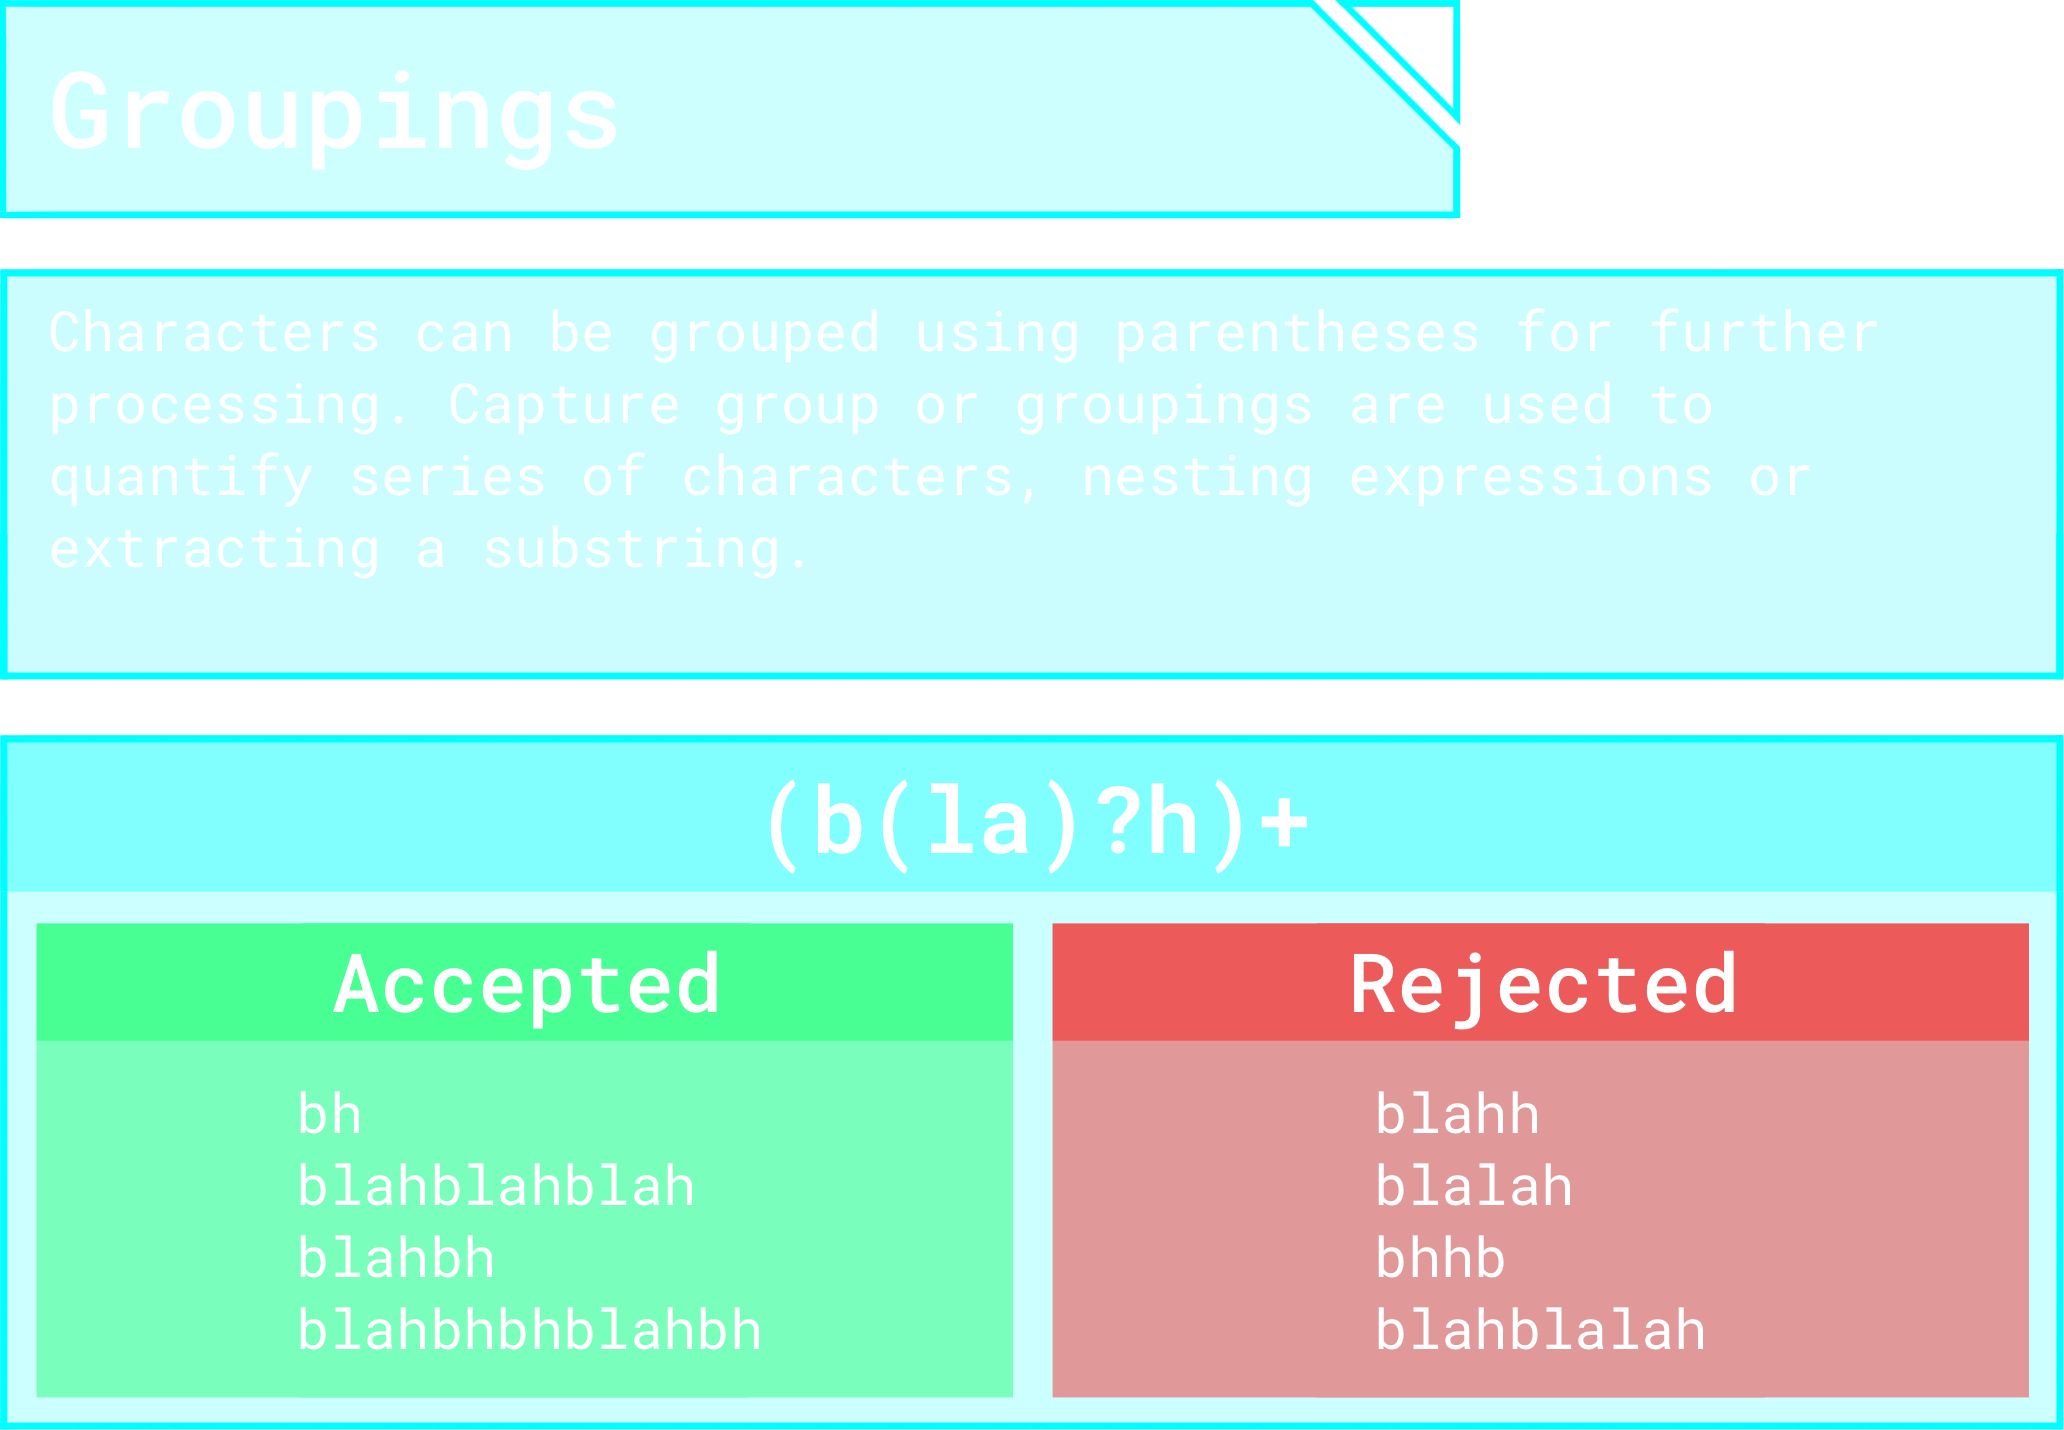 Groupings
Characters can be grouped using parentheses for further
processing. Capture group or groupings are used to
quantify series of characters, nesting expressions or
extracting a substring.
(b(la)?h)+
Accepted
bh
blahblahblah
blahbh
blahbhbhblahbh
Rejected
blahh
blalah
bhhb
blahblalah